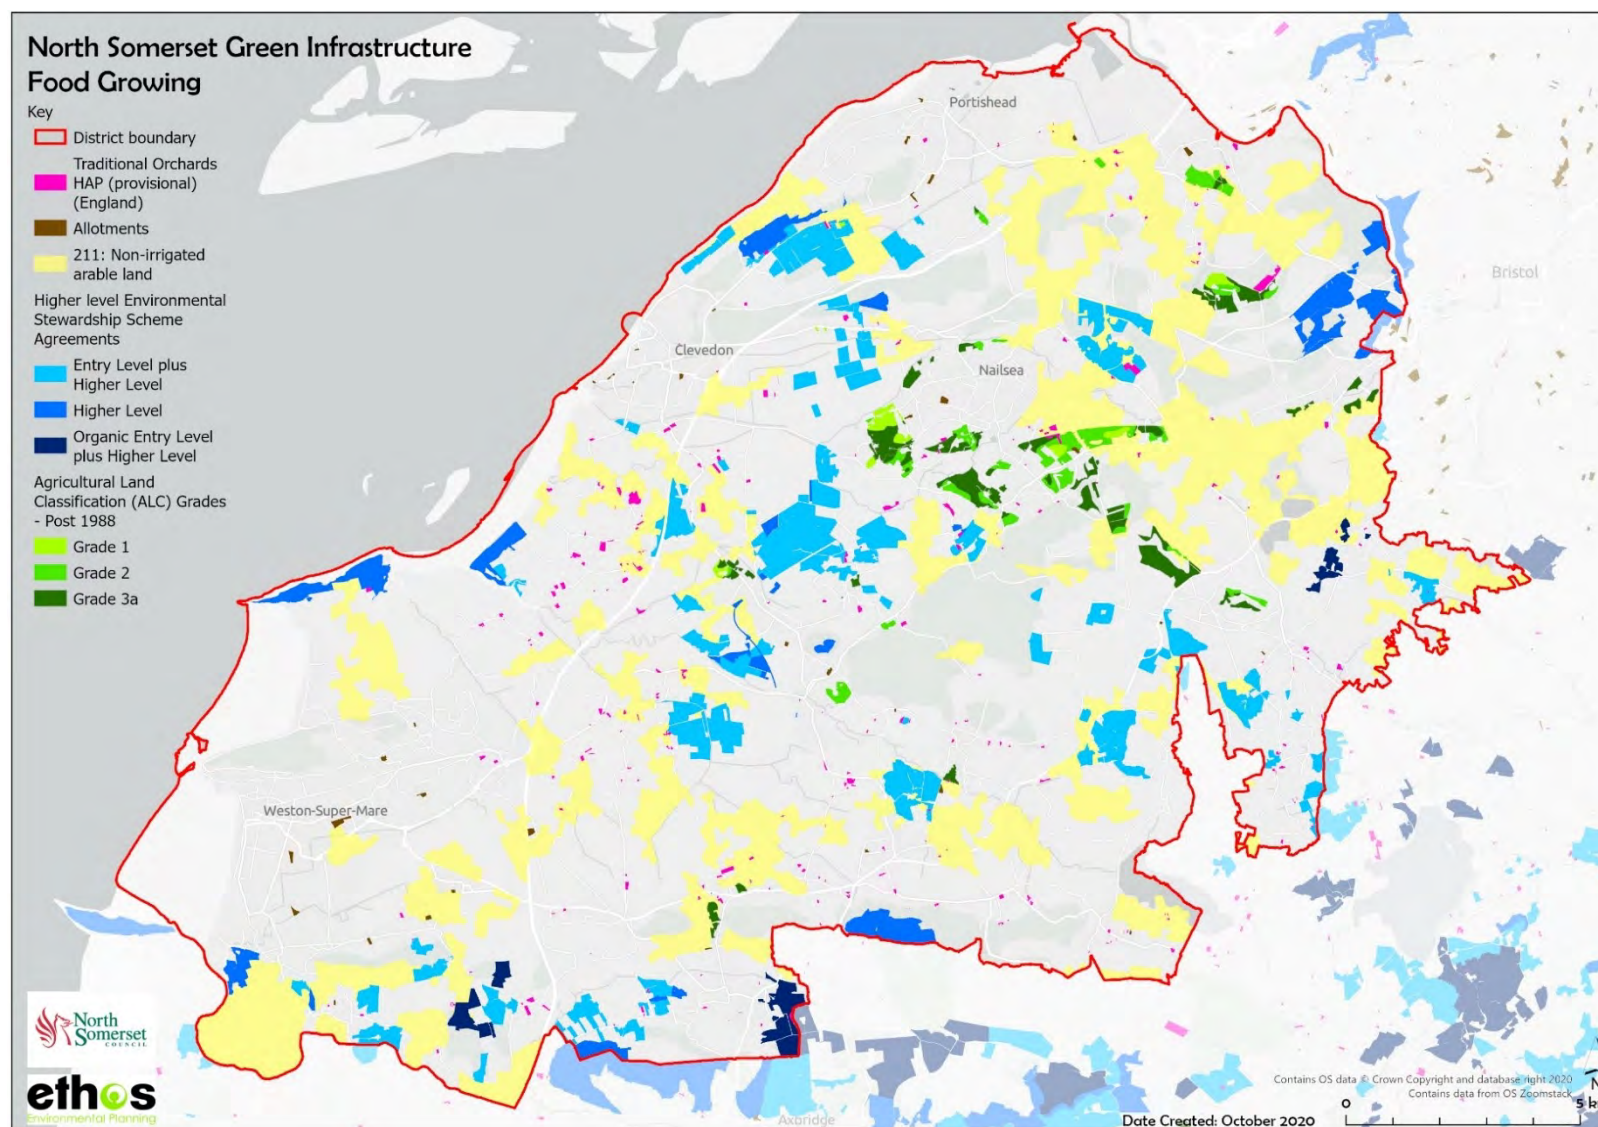 North Somerset Green Infrastructure
Food Growing
Key
District boundary
Traditional Orchards
HAP (provisional)
(England)
Allotments
211: Non-irrigated
arable land
Higher level Environmental
Stewardship Scheme
Agreements
Entry Level plus
Higher Level
Higher Level
Organic Entry Level
plus Higher Level
Agricultural Land
Classification (ALC) Grades
- Post 1988
Grade 1
Grade 2
Grade 3a
Portishead
Bristol
Clevedon
Nailsea
Weston-Super-Mare
Axbridge
North
Somerset
COUNCIL
ethos
Environmental Planning
Contains OS data © Crown Copyright and database right 2020
Contains data from OS Zoomstack
N
0
5 k
Date Created: October 2020